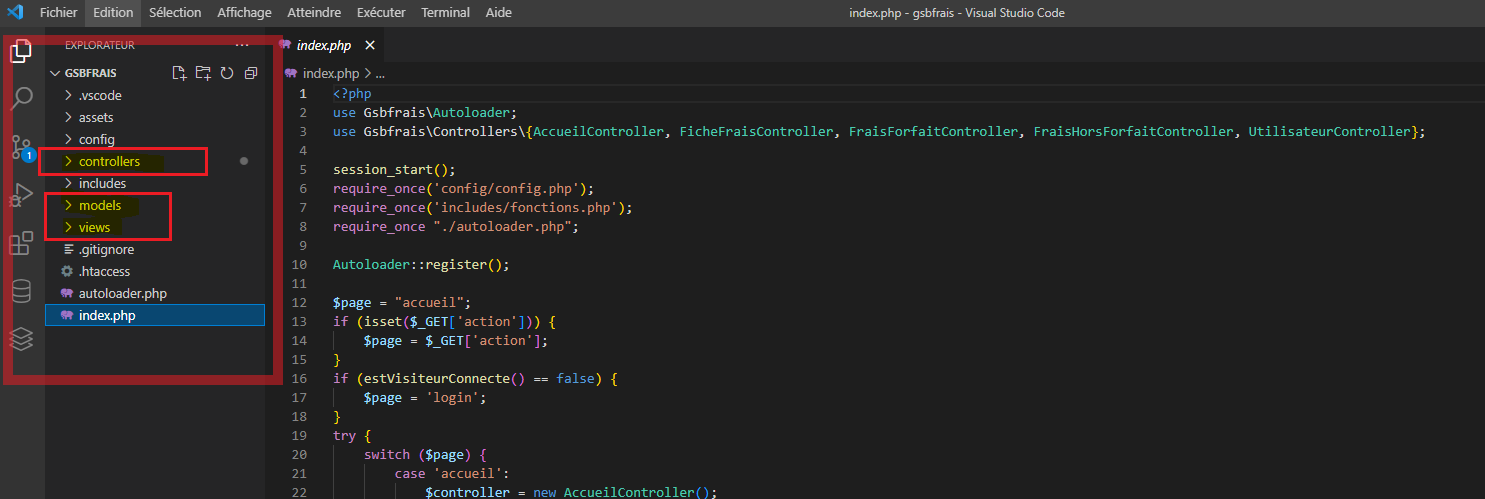 Fichier Edition Sélection Affichage Atteindre Exécuter Terminal Aide
index.php - gsbfrais - Visual Studio Code
EXPLORATEUR ...
GSBFRAIS
.vscode
assets
config
controllers
includes
models
views
.gitignore
.htaccess
autoloader.php
index.php
1
index.php
index.php > ...
1 <?php
2 use Gsbfrais\Autoloader;
3 use Gsbfrais\Controllers\{AccueilController, FicheFraisController, FraisForfaitController, FraisHorsForfaitController, UtilisateurController};
4
5 session_start();
6 require_once('config/config.php');
7 require_once('includes/fonctions.php');
8 require_once "./autoloader.php";
9
10 Autoloader::register();
11
12 $page = "accueil";
13 if (isset($_GET['action'])) {
14 $page = $_GET['action'];
15 }
16 if (estVisiteurConnecte() == false) {
17 $page = 'login';
18 }
19 try {
20 switch ($page) {
21 case 'accueil':
22 $controller = new AccueilController();